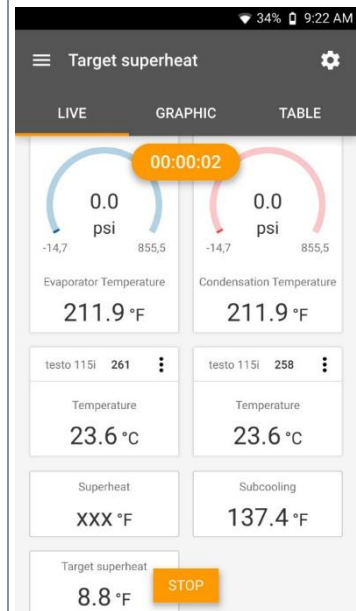 34% 9:22 AM
Target superheat
LIVE GRAPHIC TABLE
00:00:02
0.0 0.0
psi psi
-14,7 855,5 -14,7 855,5
Evaporator Temperature Condensation Temperature
211.9 °F 211.9 °F
testo 115i 261 testo 115i 258
Temperature Temperature
23.6 °C 23.6 °C
Superheat Subcooling
xxx °F 137.4 °F
Target superheat
8.8 °F STOP